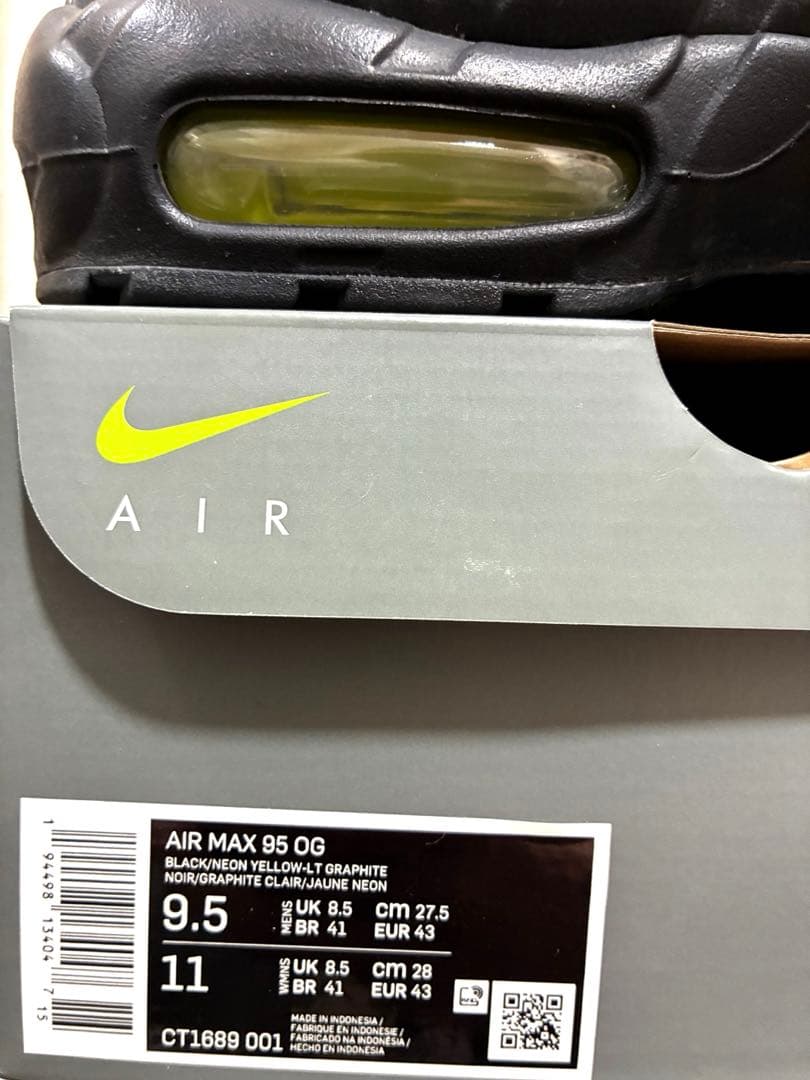 AIR
AIR MAX 95 OG
BLACK/NEON YELLOW-LT GRAPHITE
NOIR/GRAPHITE CLAIR/JAUNE NEON
9.5 MENS UK 8.5 cm 27.5
BR 41 EUR 43
11 WMNS UK 8.5 cm 28
BR 41 EUR 43
CT1689 001
MADE IN INDONESIA /
FABRIQUE EN INDONESIE /
FABRICADO NA INDONÉSIA /
HECHO EN INDONESIA
1 94498 13404 7 15